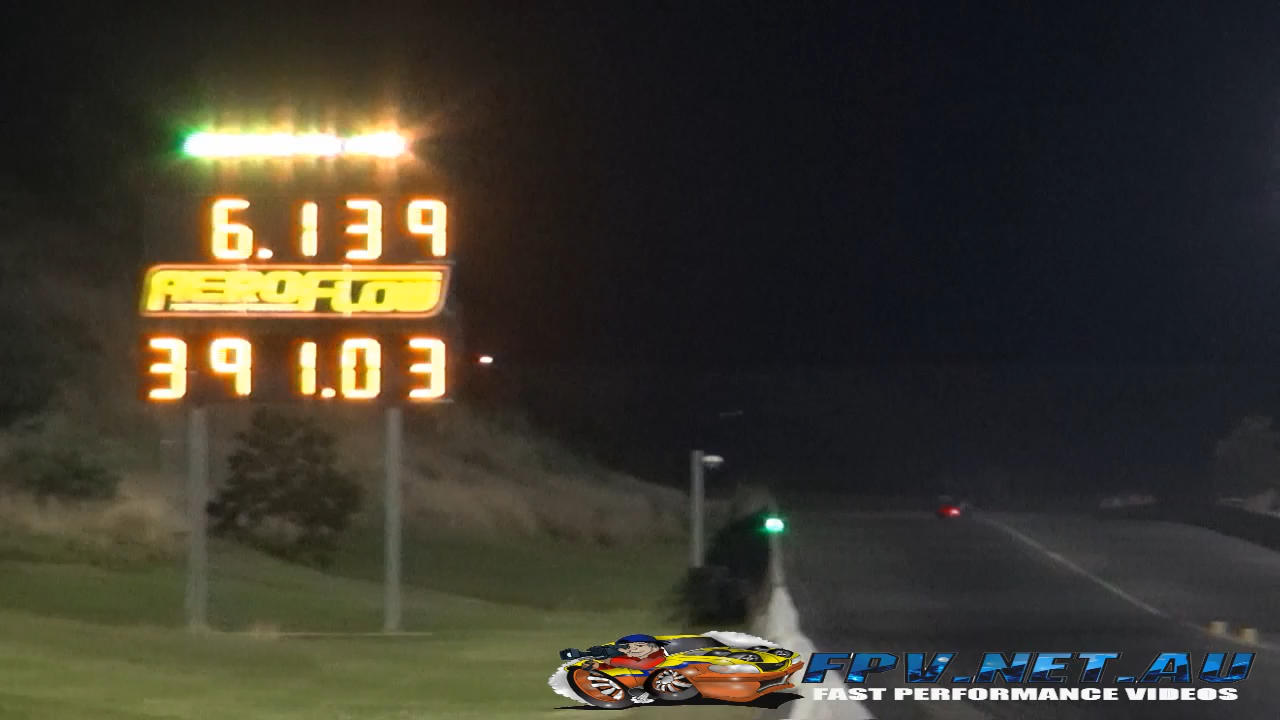 6.139
AEROFLOW
391.03
FPV.NET.AU
FAST PERFORMANCE VIDEOS